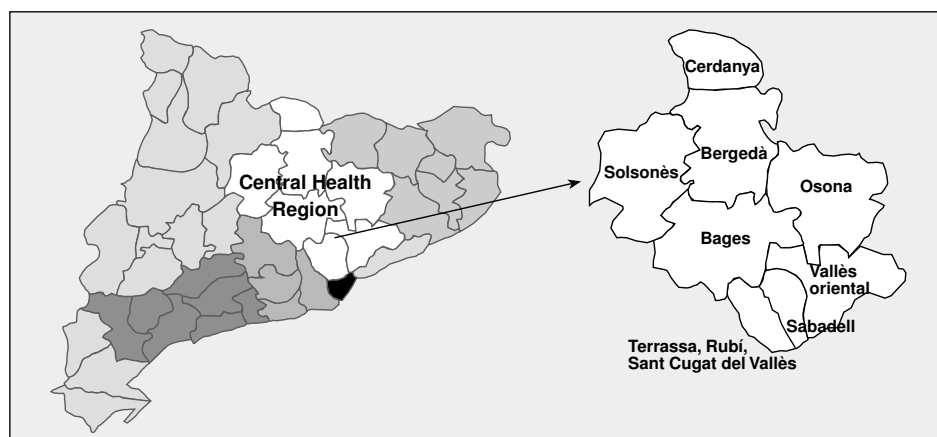 Central Health
Region
Cerdanya
Bergedà
Solsonès
Osona
Bages
Vallès
oriental
Sabadell
Terrassa, Rubí,
Sant Cugat del Vallès